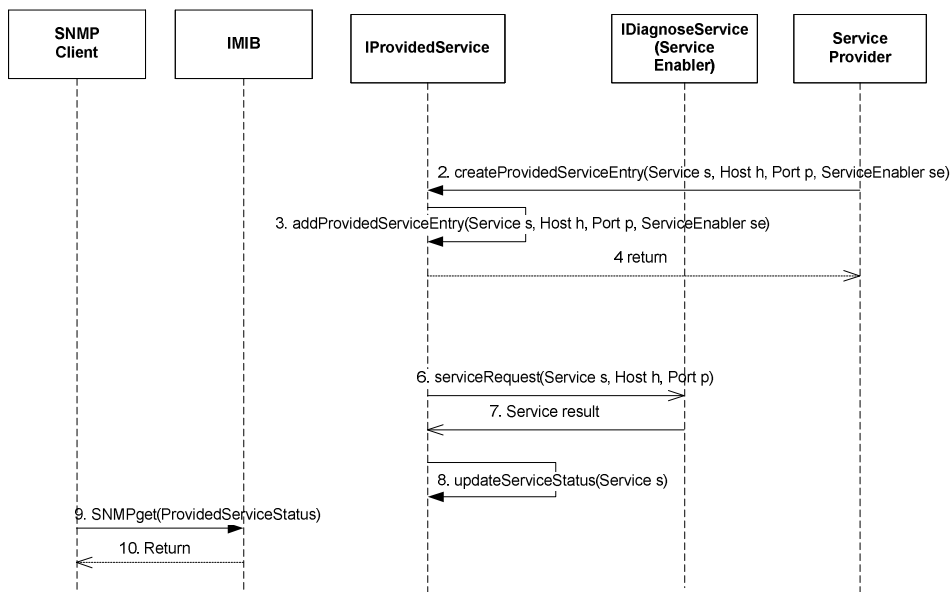 SNMP
Client
IMIB
IProvidedService
IDiagnoseService
(Service
Enabler)
Service
Provider
2. createProvidedServiceEntry(Service s, Host h, Port p, ServiceEnabler se)
3. addProvidedServiceEntry(Service s, Host h, Port p, ServiceEnabler se)
4 return
6. serviceRequest(Service s, Host h, Port p)
7. Service result
8. updateServiceStatus(Service s)
9. SNMPget(ProvidedServiceStatus)
10. Return